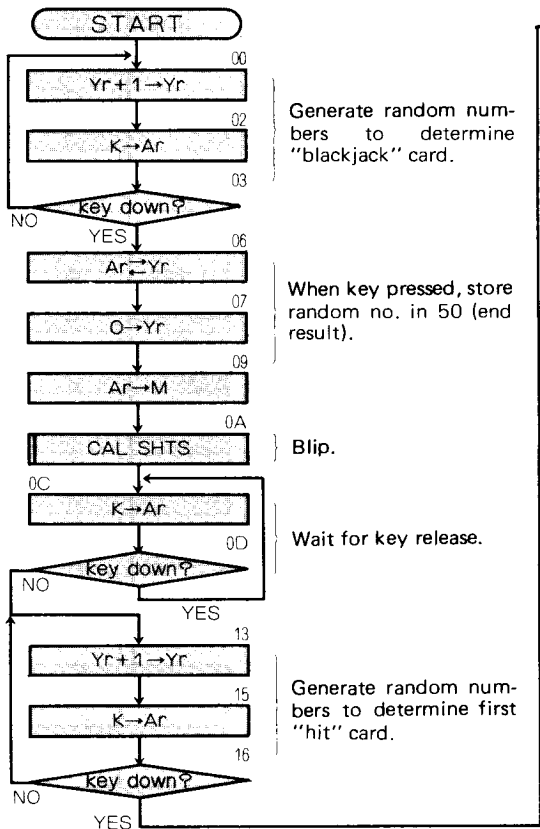 START
00
Yr + 1→Yr
02
K→Ar
03
key down?
NO
YES
Generate random num-
bers to determine
"blackjack" card.
06
Ar⇄Yr
07
O→Yr
09
Ar→M
When key pressed, store
random no. in 50 (end
result).
0A
CAL SHTS
Blip.
0C
K→Ar
0D
key down?
NO
YES
Wait for key release.
13
Yr + 1→Yr
15
K→Ar
16
key down?
NO
YES
Generate random num-
bers to determine first
"hit" card.